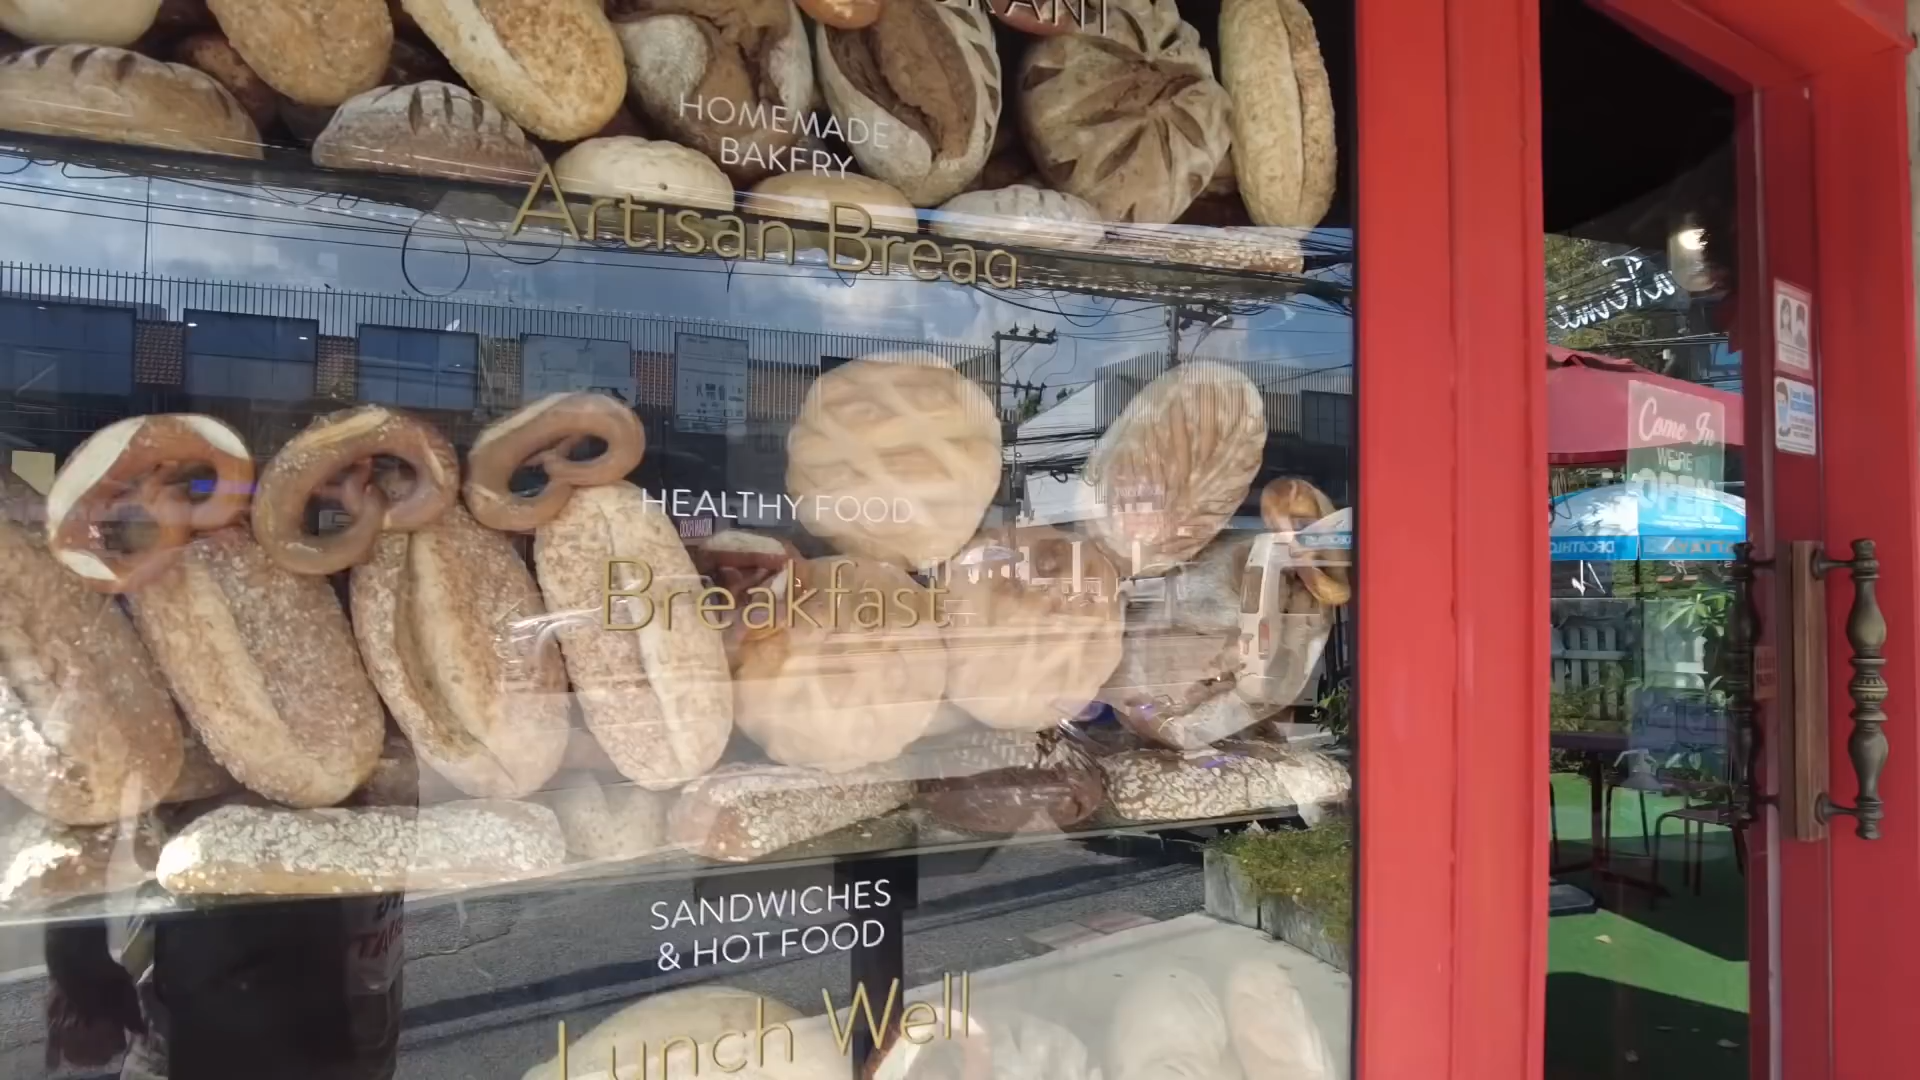 HOMEMADE
BAKERY
Artisan Bread
HEALTHY FOOD
Breakfast
SANDWICHES
& HOT FOOD
Lunch Well
Come In
WE'RE
OPEN